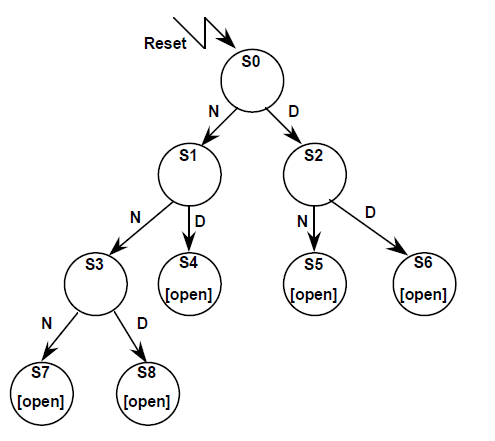 Reset
S0
N
D
S1
S2
N
D
N
D
S3
S4
[open]
S5
[open]
S6
[open]
N
D
S7
[open]
S8
[open]